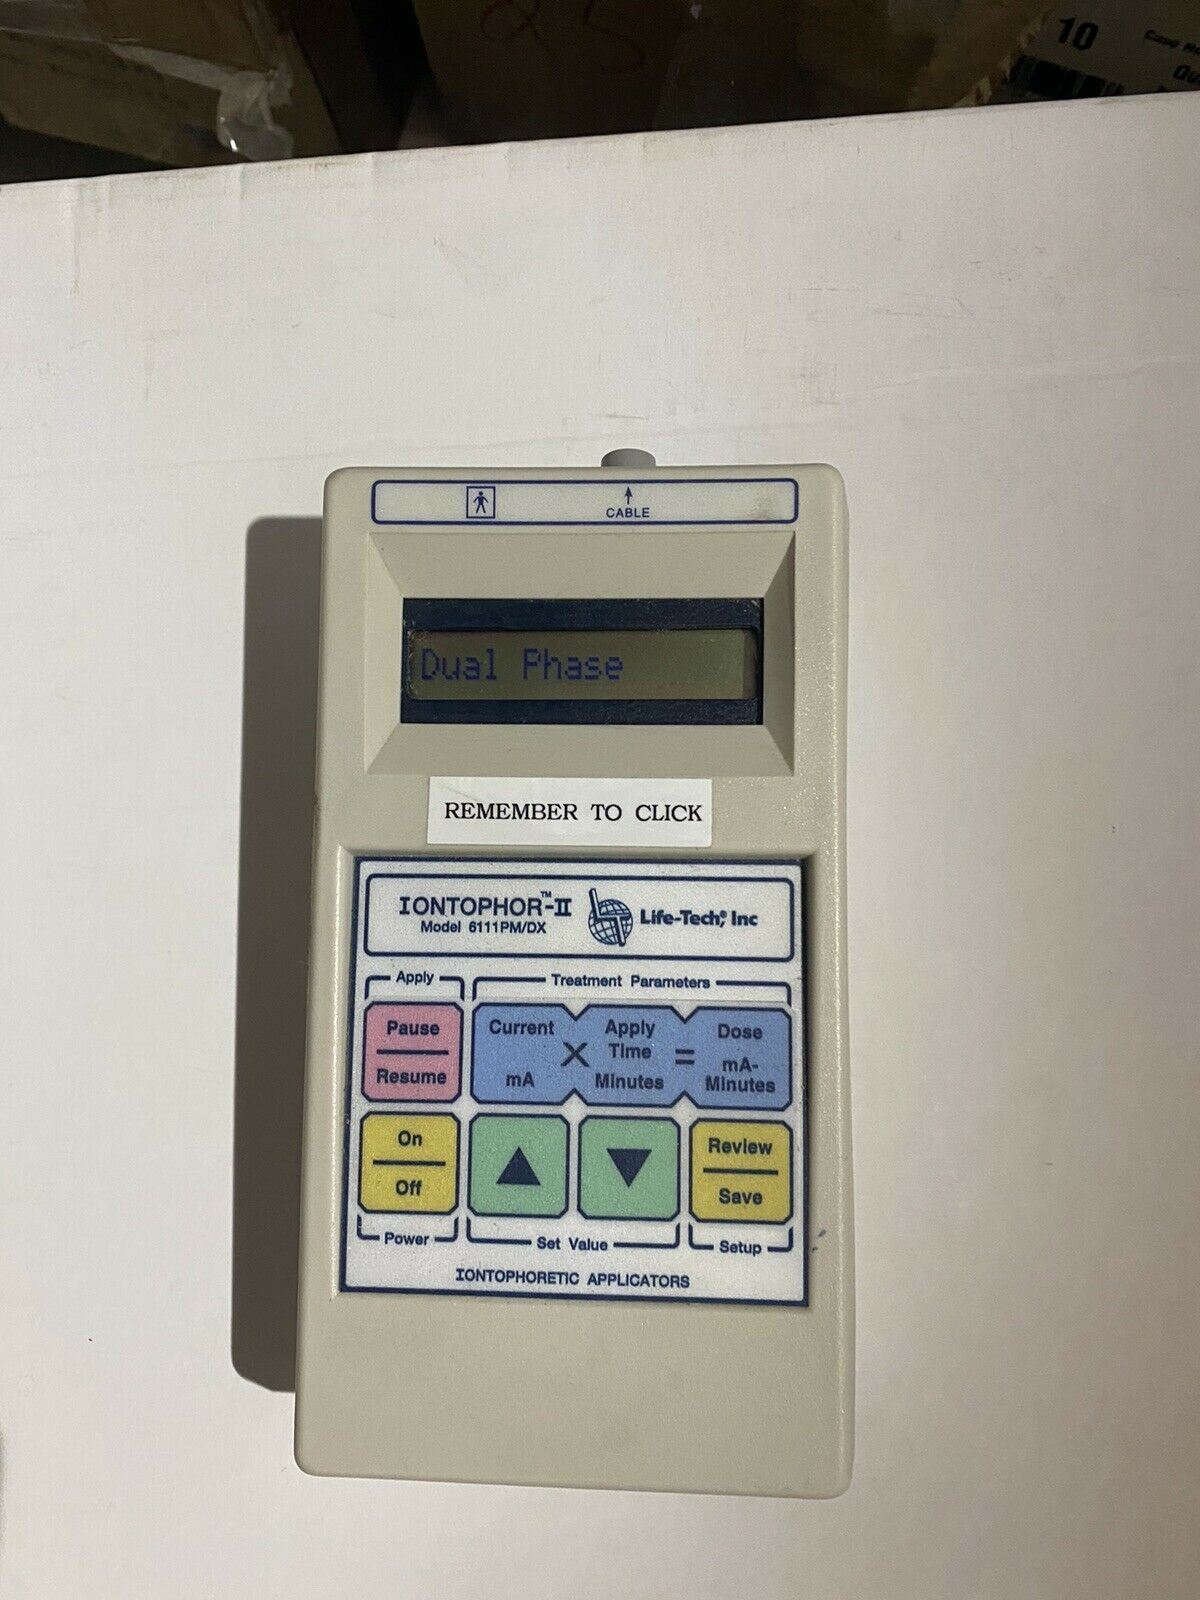 10
CABLE
Dual Phase
REMEMBER TO CLICK
IONTOPHOR™-II
Model 6111PM/DX
Life-Tech®, Inc
Apply
Treatment Parameters
Pause
Resume
Current
mA
X
Apply
Time
Minutes
=
Dose
mA-
Minutes
On
Off
Review
Save
Power
Set Value
Setup
IONTOPHORETIC APPLICATORS